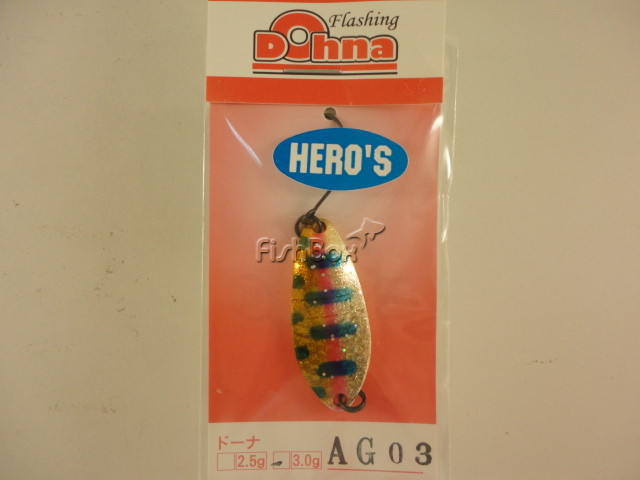 Flashing
Dohna
HERO'S
FishBox
ドーナ
2.5g 3.0g AG03